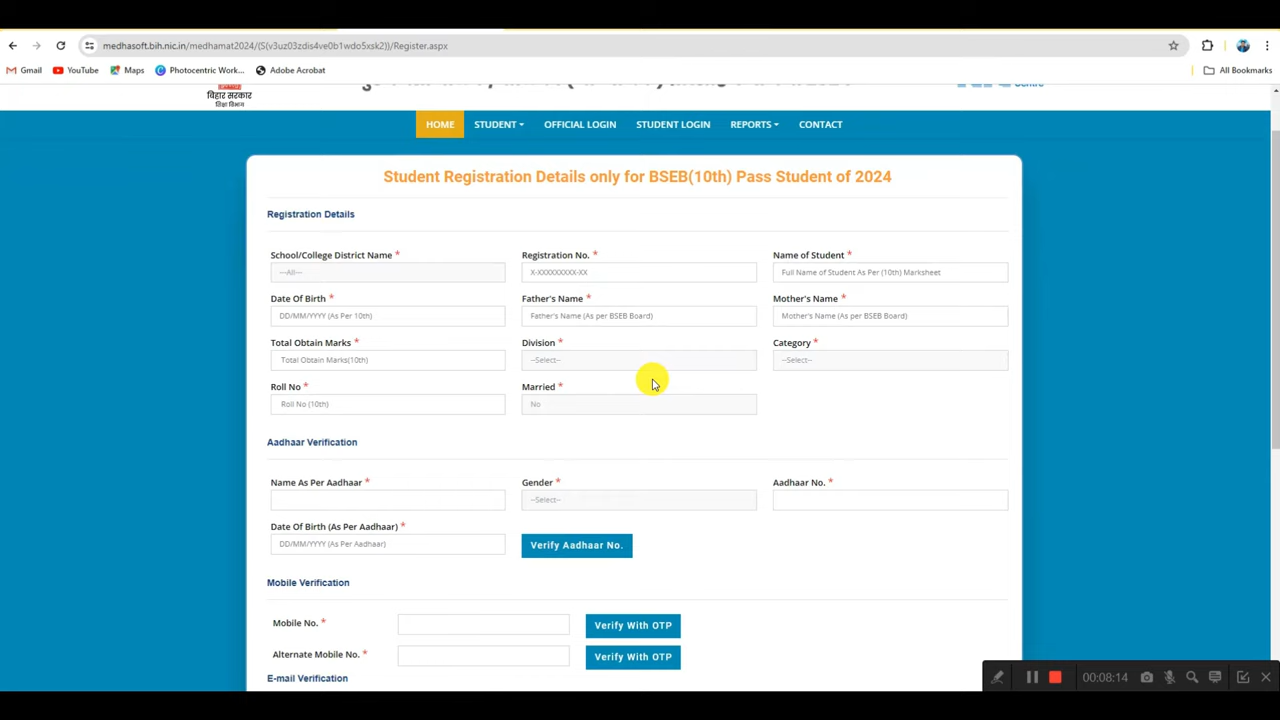 medhasoft.bih.nic.in/medhamat2024/(S(v3uz03zdis4ve0b1wdo5xsk2))/Register.aspx
Gmail YouTube Maps Photocentric Wor... Adobe Acrobat All Bookmarks
बिहार सरकार
शिक्षा विभाग
HOME STUDENT OFFICIAL LOGIN STUDENT LOGIN REPORTS CONTACT
Student Registration Details only for BSEB(10th) Pass Student of 2024
Registration Details
School/College District Name * Registration No. * Name of Student *
---All--- X-XXXXXXXXX-XX Full Name of Student As Per (10th) Marksheet
Date Of Birth * Father's Name * Mother's Name *
DD/MM/YYYY (As Per 10th) Father's Name (As per BSEB Board) Mother's Name (As per BSEB Board)
Total Obtain Marks * Division * Category *
Total Obtain Marks(10th) --Select-- --Select--
Roll No * Married *
Roll No (10th) No
Aadhaar Verification
Name As Per Aadhaar * Gender * Aadhaar No. *
--Select--
Date Of Birth (As Per Aadhaar) *
DD/MM/YYYY (As Per Aadhaar) Verify Aadhaar No.
Mobile Verification
Mobile No. * Verify With OTP
Alternate Mobile No. * Verify With OTP
E-mail Verification
00:08:14